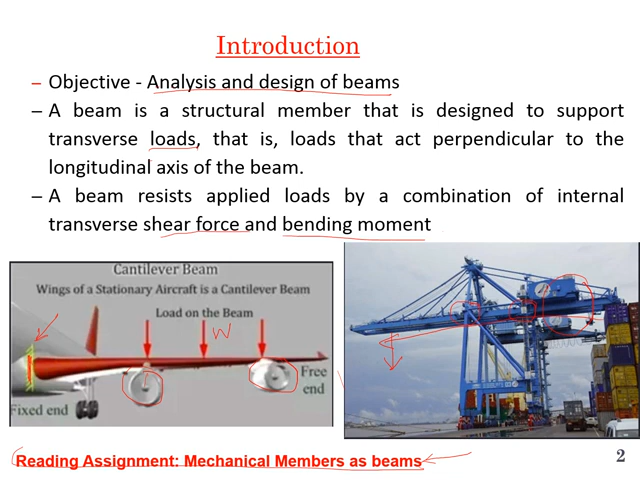 Introduction
– Objective - Analysis and design of beams
– A beam is a structural member that is designed to support
transverse loads, that is, loads that act perpendicular to the
longitudinal axis of the beam.
– A beam resists applied loads by a combination of internal
transverse shear force and bending moment
Cantilever Beam
Wings of a Stationary Aircraft is a Cantilever Beam
Load on the Beam
W
Free
end
Fixed end
Reading Assignment: Mechanical Members as beams
2